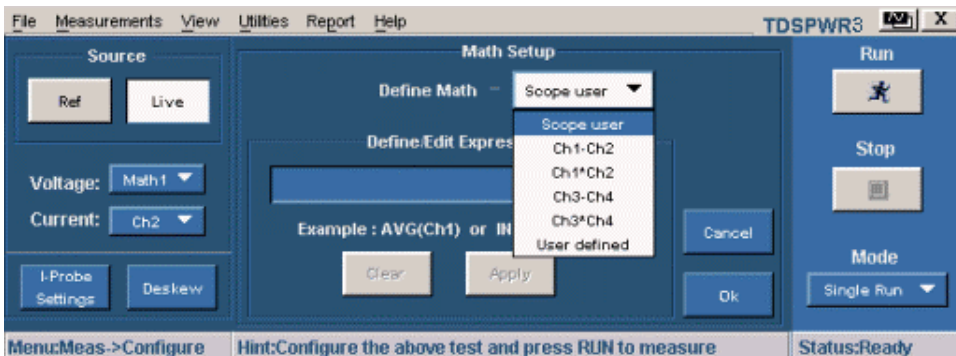 File Measurements View Utilities Report Help TDSPWR3 X
Source
Ref Live
Voltage: Math1
Current: Ch2
I-Probe Settings
Deskew
Math Setup
Define Math - Scope user
Scope user
Ch1-Ch2
Ch1*Ch2
Ch3-Ch4
Ch3*Ch4
User defined
Define/Edit Expres
Example : AVG(Ch1) or IN
Clear Apply
Cancel
Ok
Run
Stop
Mode
Single Run
Menu:Meas->Configure Hint:Configure the above test and press RUN to measure Status:Ready